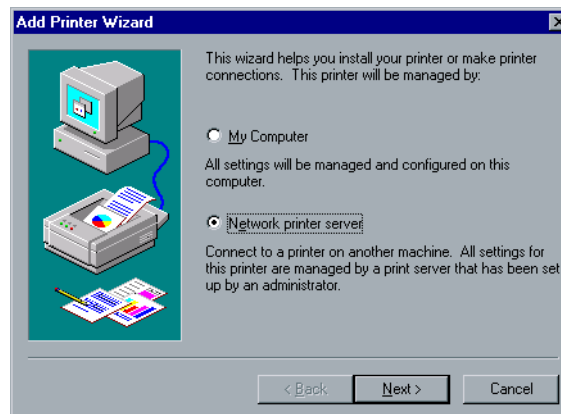 Add Printer Wizard
This wizard helps you install your printer or make printer
connections. This printer will be managed by:
My Computer
All settings will be managed and configured on this
computer.
Network printer server
Connect to a printer on another machine. All settings for
this printer are managed by a print server that has been set
up by an administrator.
< Back
Next >
Cancel